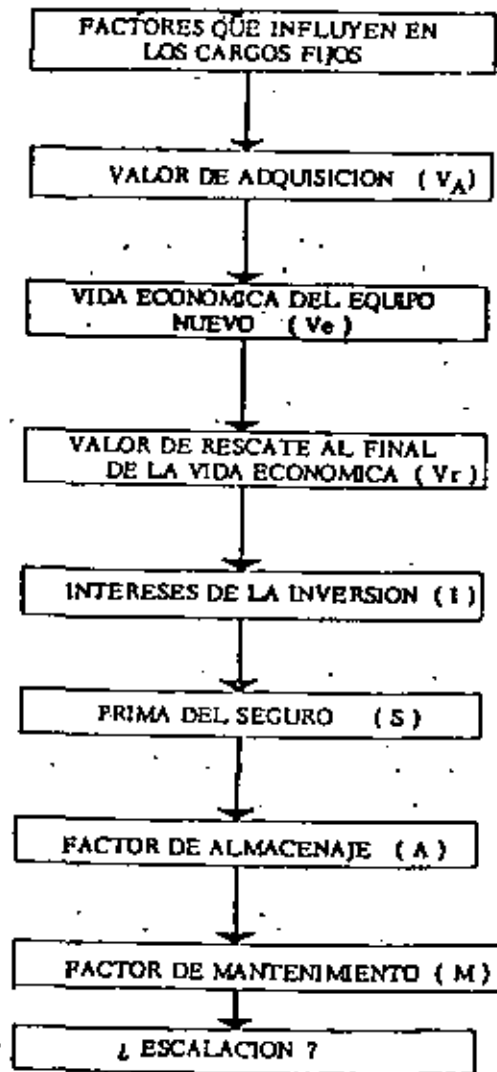 FACTORES QUE INFLUYEN EN
LOS CARGOS FIJOS
VALOR DE ADQUISICION ( VA)
VIDA ECONOMICA DEL EQUIPO
NUEVO ( Ve )
VALOR DE RESCATE AL FINAL
DE LA VIDA ECONOMICA ( Vr )
INTERESES DE LA INVERSION ( i )
PRIMA DEL SEGURO ( S )
FACTOR DE ALMACENAJE ( A )
FACTOR DE MANTENIMIENTO ( M )
¿ ESCALACION ?